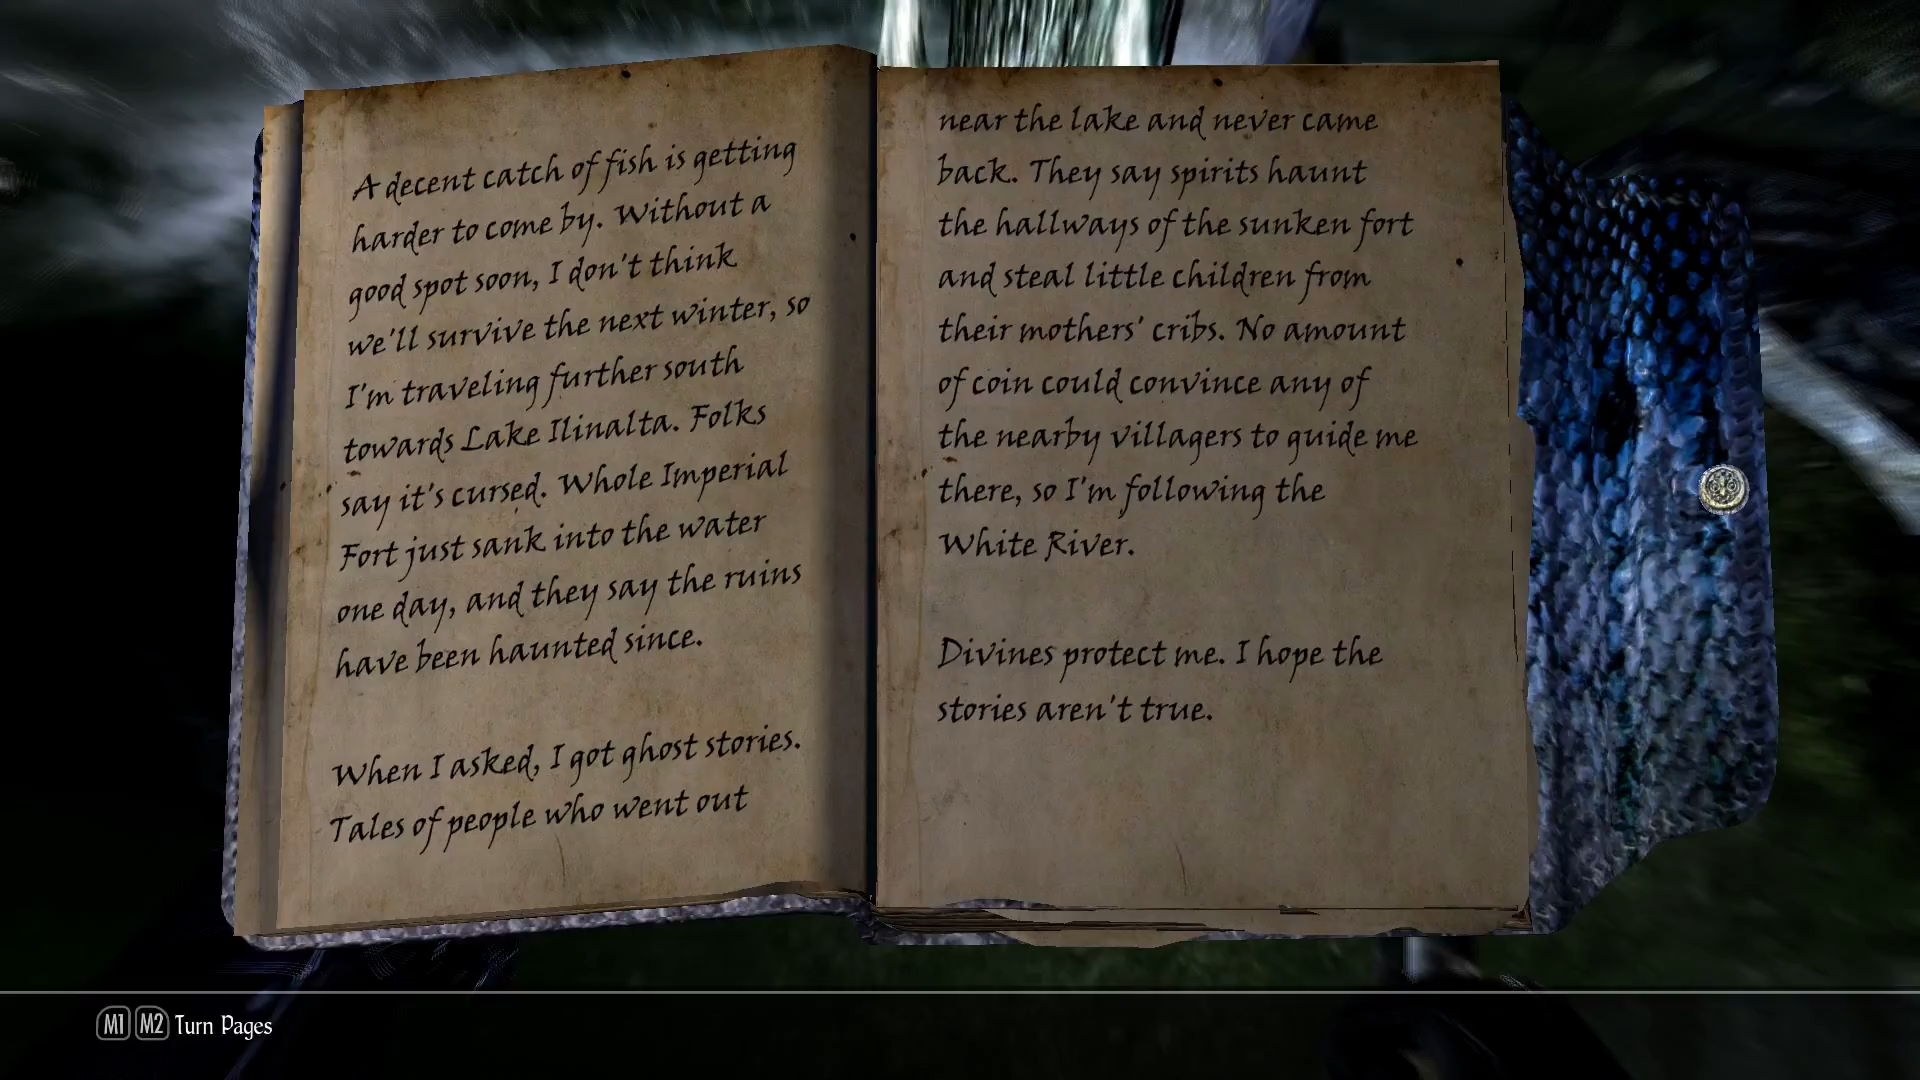 A decent catch of fish is getting
harder to come by. Without a
good spot soon, I don't think
we'll survive the next winter, so
I'm traveling further south
towards Lake Ilinalta. Folks
say it's cursed. Whole Imperial
Fort just sank into the water
one day, and they say the ruins
have been haunted since.
When I asked, I got ghost stories.
Tales of people who went out
near the lake and never came
back. They say spirits haunt
the hallways of the sunken fort
and steal little children from
their mothers' cribs. No amount
of coin could convince any of
the nearby villagers to guide me
there, so I'm following the
White River.
Divines protect me. I hope the
stories aren't true.
M1 M2 Turn Pages